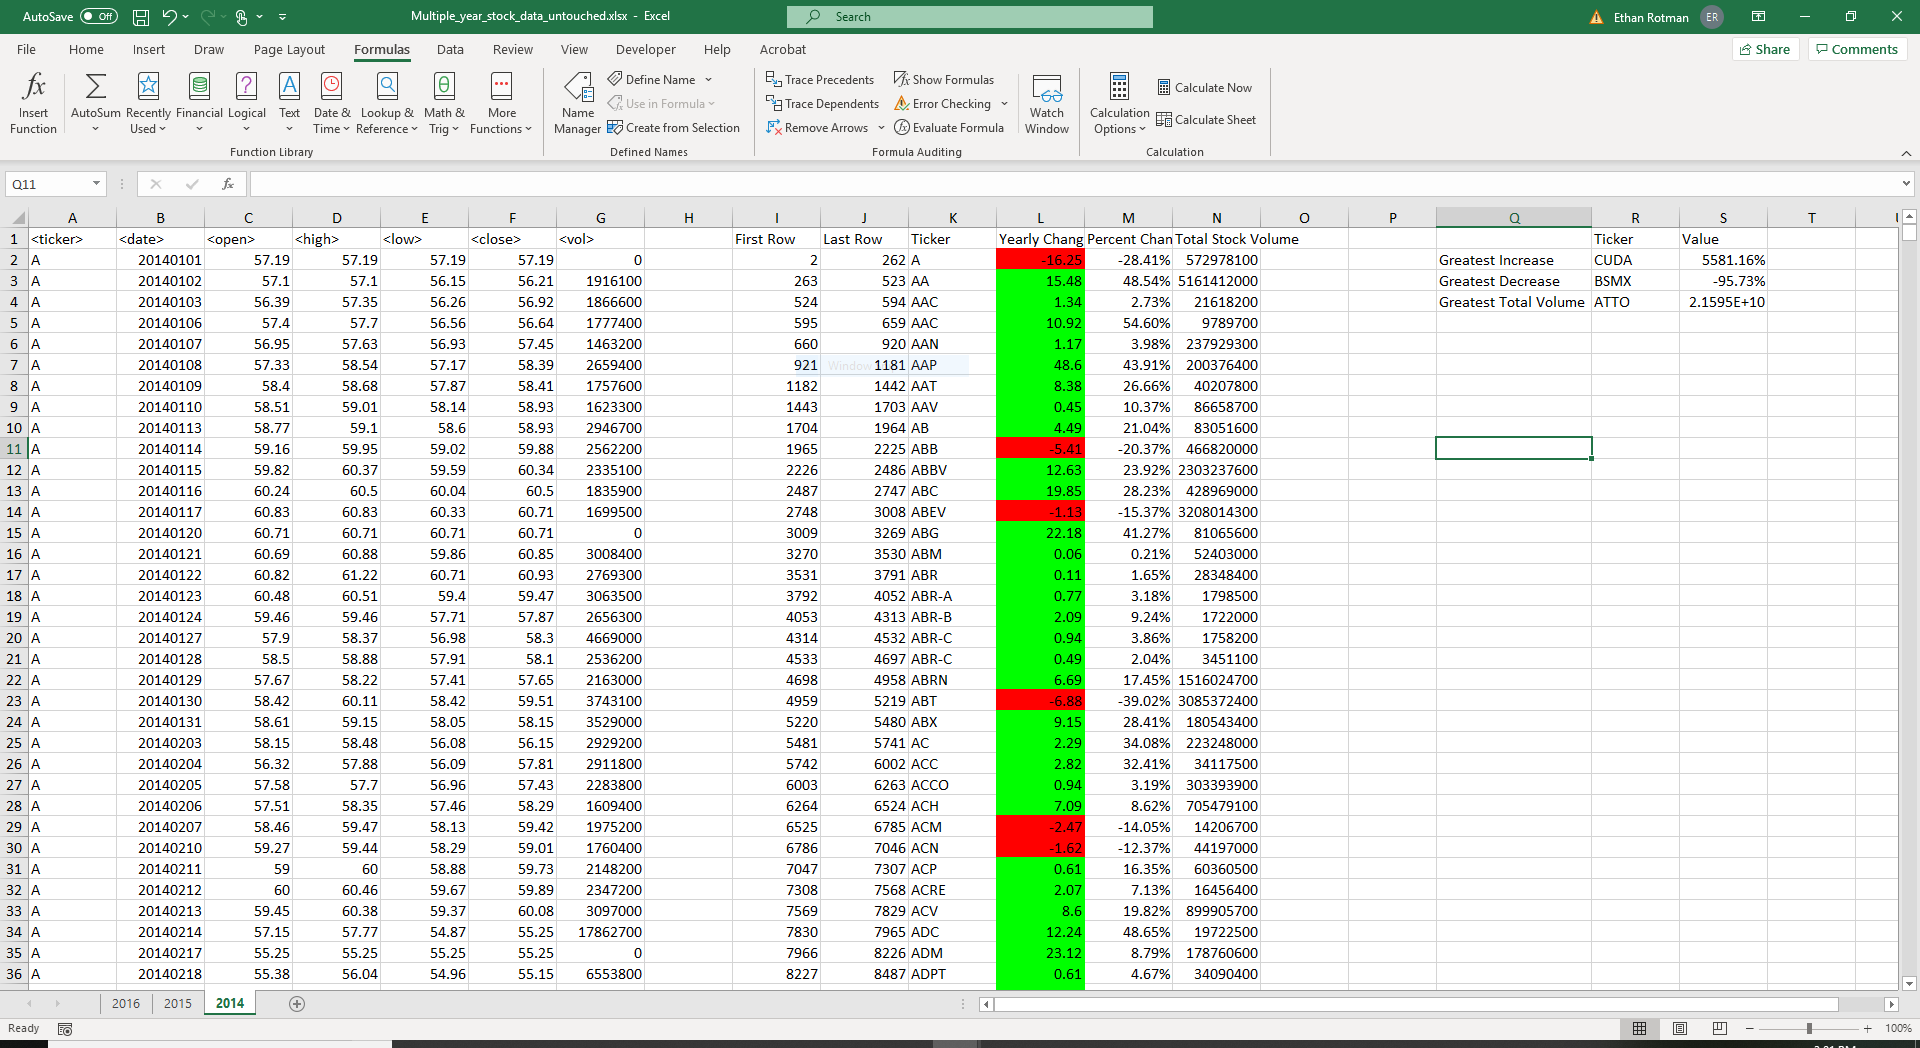 AutoSave Off Multiple_year_stock_data_untouched.xlsx - Excel Search Ethan Rotman ER
File Home Insert Draw Page Layout Formulas Data Review View Developer Help Acrobat Share Comments
fx Insert Function AutoSum Recently Used Financial Logical Text Date & Time Lookup & Reference Math & Trig More Functions
Function Library
Name Manager Define Name Use in Formula Create from Selection
Defined Names
Trace Precedents Trace Dependents Remove Arrows Show Formulas Error Checking Evaluate Formula Watch Window
Formula Auditing
Calculation Options Calculate Now Calculate Sheet
Calculation
Q11 fx
A B C D E F G H I J K L M N O P Q R S T
1 <ticker> <date> <open> <high> <low> <close> <vol> First Row Last Row Ticker Yearly Chang Percent Chan Total Stock Volume Ticker Value
2 A 20140101 57.19 57.19 57.19 57.19 0 2 262 A -16.25 -28.41% 572978100 Greatest Increase CUDA 5581.16%
3 A 20140102 57.1 57.1 56.15 56.21 1916100 263 523 AA 15.48 48.54% 5161412000 Greatest Decrease BSMX -95.73%
4 A 20140103 56.39 57.35 56.26 56.92 1866600 524 594 AAC 1.34 2.73% 21618200 Greatest Total Volume ATTO 2.1595E+10
5 A 20140106 57.4 57.7 56.56 56.64 1777400 595 659 AAC 10.92 54.60% 9789700
6 A 20140107 56.95 57.63 56.93 57.45 1463200 660 920 AAN 1.17 3.98% 237929300
7 A 20140108 57.33 58.54 57.17 58.39 2659400 921 Window 1181 AAP 48.6 43.91% 200376400
8 A 20140109 58.4 58.68 57.87 58.41 1757600 1182 1442 AAT 8.38 26.66% 40207800
9 A 20140110 58.51 59.01 58.14 58.93 1623300 1443 1703 AAV 0.45 10.37% 86658700
10 A 20140113 58.77 59.1 58.6 58.93 2946700 1704 1964 AB 4.49 21.04% 83051600
11 A 20140114 59.16 59.95 59.02 59.88 2562200 1965 2225 ABB -5.41 -20.37% 466820000
12 A 20140115 59.82 60.37 59.59 60.34 2335100 2226 2486 ABBV 12.63 23.92% 2303237600
13 A 20140116 60.24 60.5 60.04 60.5 1835900 2487 2747 ABC 19.85 28.23% 428969000
14 A 20140117 60.83 60.83 60.33 60.71 1699500 2748 3008 ABEV -1.13 -15.37% 3208014300
15 A 20140120 60.71 60.71 60.71 60.71 0 3009 3269 ABG 22.18 41.27% 81065600
16 A 20140121 60.69 60.88 59.86 60.85 3008400 3270 3530 ABM 0.06 0.21% 52403000
17 A 20140122 60.82 61.22 60.71 60.93 2769300 3531 3791 ABR 0.11 1.65% 28348400
18 A 20140123 60.48 60.51 59.4 59.47 3063500 3792 4052 ABR-A 0.77 3.18% 1798500
19 A 20140124 59.46 59.46 57.71 57.87 2656300 4053 4313 ABR-B 2.09 9.24% 1722000
20 A 20140127 57.9 58.37 56.98 58.3 4669000 4314 4532 ABR-C 0.94 3.86% 1758200
21 A 20140128 58.5 58.88 57.91 58.1 2536200 4533 4697 ABR-C 0.49 2.04% 3451100
22 A 20140129 57.67 58.22 57.41 57.65 2163000 4698 4958 ABRN 6.69 17.45% 1516024700
23 A 20140130 58.42 60.11 58.42 59.51 3743100 4959 5219 ABT -6.88 -39.02% 3085372400
24 A 20140131 58.61 59.15 58.05 58.15 3529000 5220 5480 ABX 9.15 28.41% 180543400
25 A 20140203 58.15 58.48 56.08 56.15 2929200 5481 5741 AC 2.29 34.08% 223248000
26 A 20140204 56.32 57.88 56.09 57.81 2911800 5742 6002 ACC 2.82 32.41% 34117500
27 A 20140205 57.58 57.7 56.96 57.43 2283800 6003 6263 ACCO 0.94 3.19% 303393900
28 A 20140206 57.51 58.35 57.46 58.29 1609400 6264 6524 ACH 7.09 8.62% 705479100
29 A 20140207 58.46 59.47 58.13 59.42 1975200 6525 6785 ACM -2.47 -14.05% 14206700
30 A 20140210 59.27 59.44 58.29 59.01 1760400 6786 7046 ACN -1.62 -12.37% 44197000
31 A 20140211 59 60 58.88 59.73 2148200 7047 7307 ACP 0.61 16.35% 60360500
32 A 20140212 60 60.46 59.67 59.89 2347200 7308 7568 ACRE 2.07 7.13% 16456400
33 A 20140213 59.45 60.38 59.37 60.08 3097000 7569 7829 ACV 8.6 19.82% 899905700
34 A 20140214 57.15 57.77 54.87 55.25 17862700 7830 7965 ADC 12.24 48.65% 19722500
35 A 20140217 55.25 55.25 55.25 55.25 0 7966 8226 ADM 23.12 8.79% 178760600
36 A 20140218 55.38 56.04 54.96 55.15 6553800 8227 8487 ADPT 0.61 4.67% 34090400
2016 2015 2014
Ready 100%